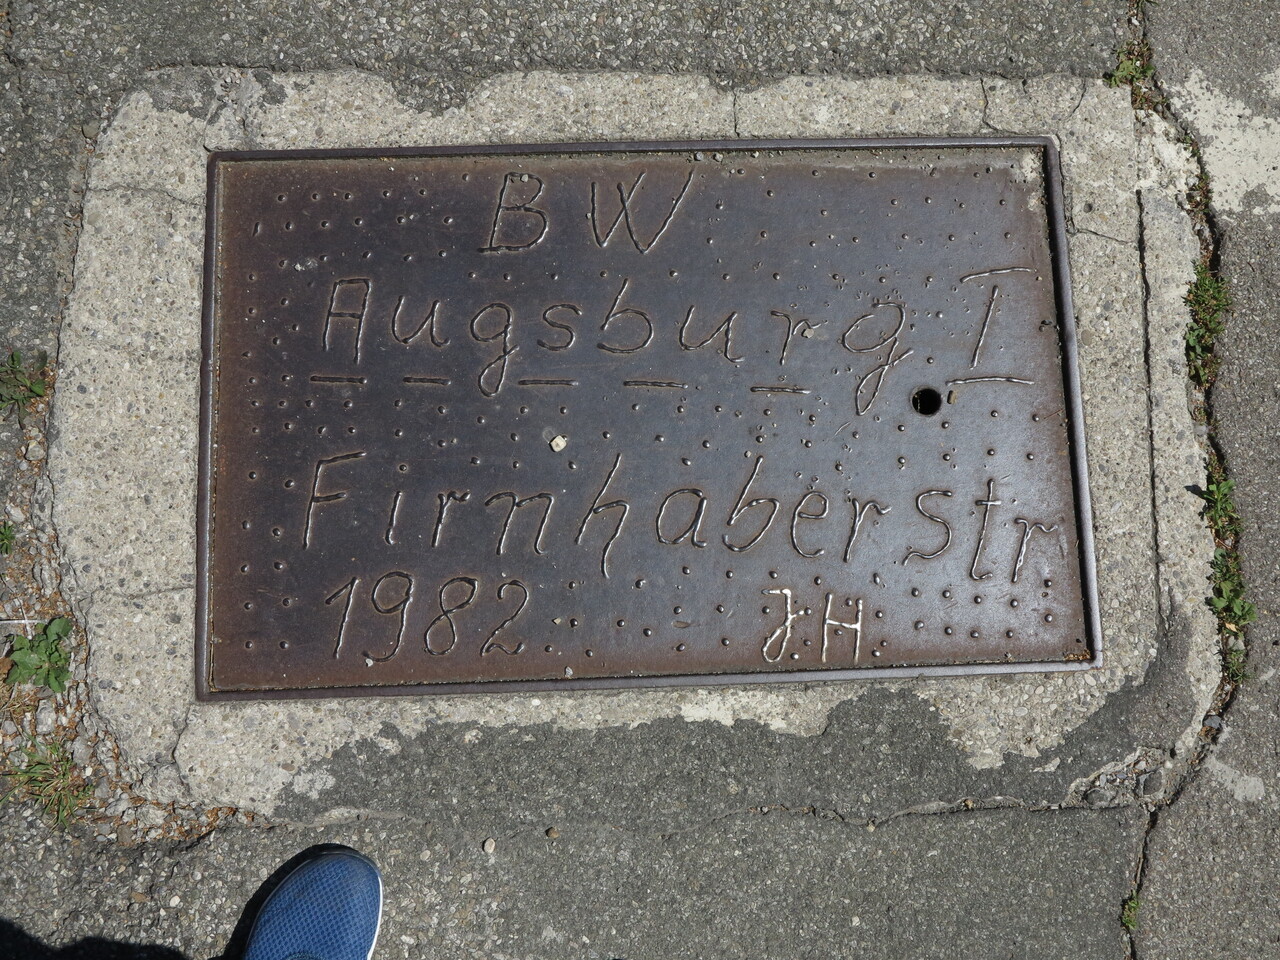 BW
Augsburg I
Firnhaberstr
1982 JH